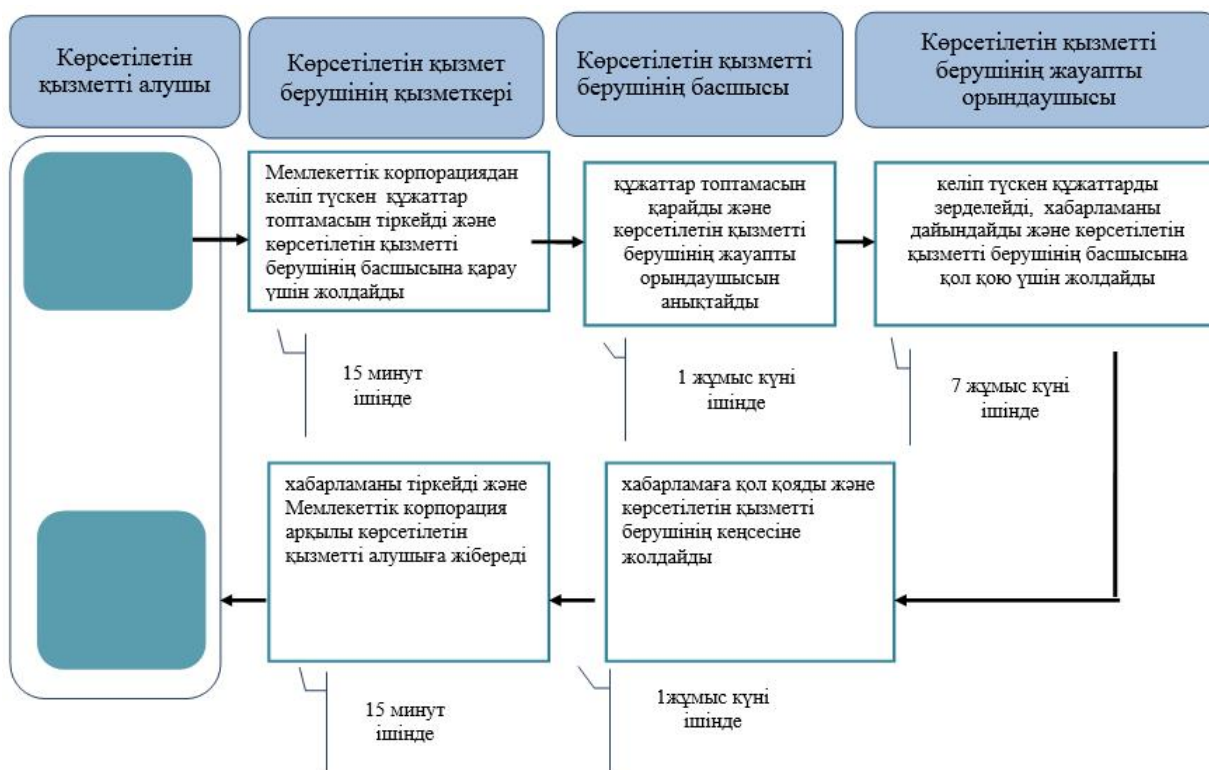 Көрсетілетін
қызметті алушы
Көрсетілетін қызмет
берушінің қызметкері
Көрсетілетін қызметті
берушінің басшысы
Көрсетілетін қызметті
берушінің жауапты
орындаушысы
Мемлекеттік корпорациядан
келіп түскен құжаттар
топтамасын тіркейді және
көрсетілетін қызметті
берушінің басшысына қарау
үшін жолдайды
құжаттар топтамасын
қарайды және
көрсетілетін қызметті
берушінің жауапты
орындаушысын
анықтайды
келіп түскен құжаттарды
зерделейді, хабарламаны
дайындайды және көрсетілетін
қызметті берушінің басшысына
қол қою үшін жолдайды
15 минут
ішінде
1 жұмыс күні
ішінде
7 жұмыс күні
ішінде
хабарламаны тіркейді және
Мемлекеттік корпорация
арқылы көрсетілетін
қызметті алушыға жібереді
хабарламаға қол қояды және
көрсетілетін қызметті
берушінің кеңсесіне
жолдайды
15 минут
ішінде
1жұмыс күні
ішінде